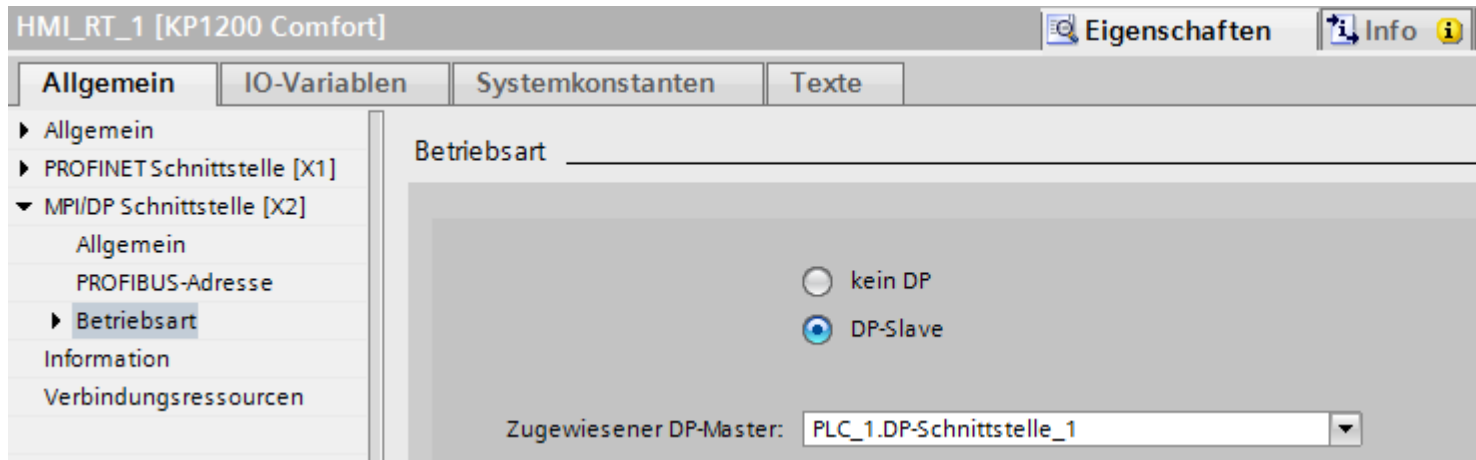 HMI_RT_1 [KP1200 Comfort]
Eigenschaften
Info
Allgemein
IO-Variablen
Systemkonstanten
Texte
Allgemein
PROFINET Schnittstelle [X1]
MPI/DP Schnittstelle [X2]
Allgemein
PROFIBUS-Adresse
Betriebsart
Information
Verbindungsressourcen
Betriebsart
kein DP
DP-Slave
Zugewiesener DP-Master: PLC_1.DP-Schnittstelle_1